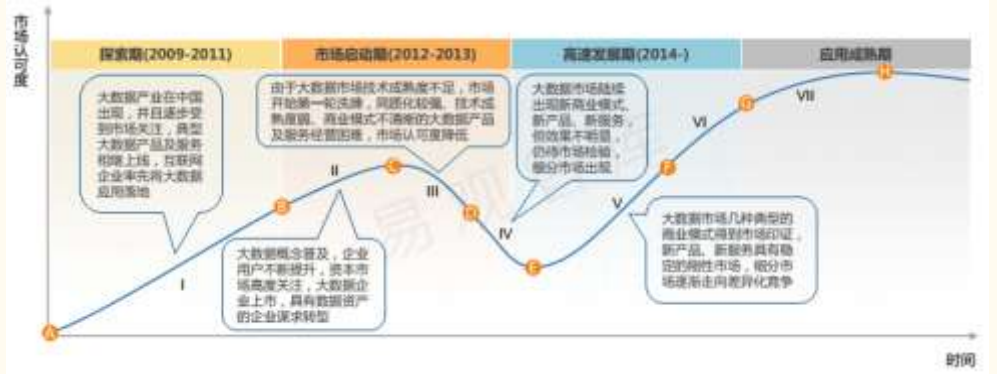 市场认可度
探索期(2009-2011)
市场启动期(2012-2013)
高速发展期(2014-)
应用成熟期
大数据产业在中国
出现，并且逐步受
到市场关注，典型
大数据产品及服务
相继上线，互联网
企业率先将大数据
应用落地
由于大数据市场技术成熟度不足，市场
开始第一轮洗牌，同质化较强、技术成
熟度弱、商业模式不清晰的大数据产品
及服务经营困难，市场认可度降低
大数据市场陆续
出现新商业模式、
新产品、新服务，
但效果不明显，
仍待市场检验，
细分市场出现
大数据概念普及，企业
用户不断提升，资本市
场高度关注，大数据企
业上市，具有数据资产
的企业谋求转型
大数据市场几种典型的
商业模式得到市场印证，
新产品、新服务具有稳
定的刚性市场，细分市
场逐渐走向差异化竞争
A
I
B
II
C
III
D
IV
E
V
F
VI
G
VII
H
易观
时间